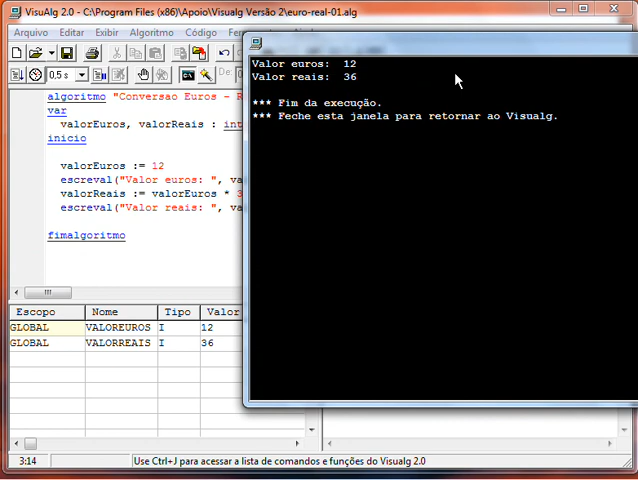 VisuAlg 2.0 - C:\Program Files (x86)\Apoio\Visualg Versão 2\euro-real-01.alg
Arquivo Editar Exibir Algoritmo Código
0,5 s De:
algoritmo "Conversao Euros - R
var
valorEuros, valorReais : int
inicio
valorEuros := 12
escreval("Valor euros: ", va
valorReais := valorEuros * 3
escreval("Valor reais: ", va
fimalgoritmo
Valor euros: 12
Valor reais: 36
*** Fim da execução.
*** Feche esta janela para retornar ao Visualg.
Escopo Nome Tipo Valor
GLOBAL VALOREUROS I 12
GLOBAL VALORREAIS I 36
3:14 Use Ctrl+J para acessar a lista de comandos e funções do Visualg 2.0